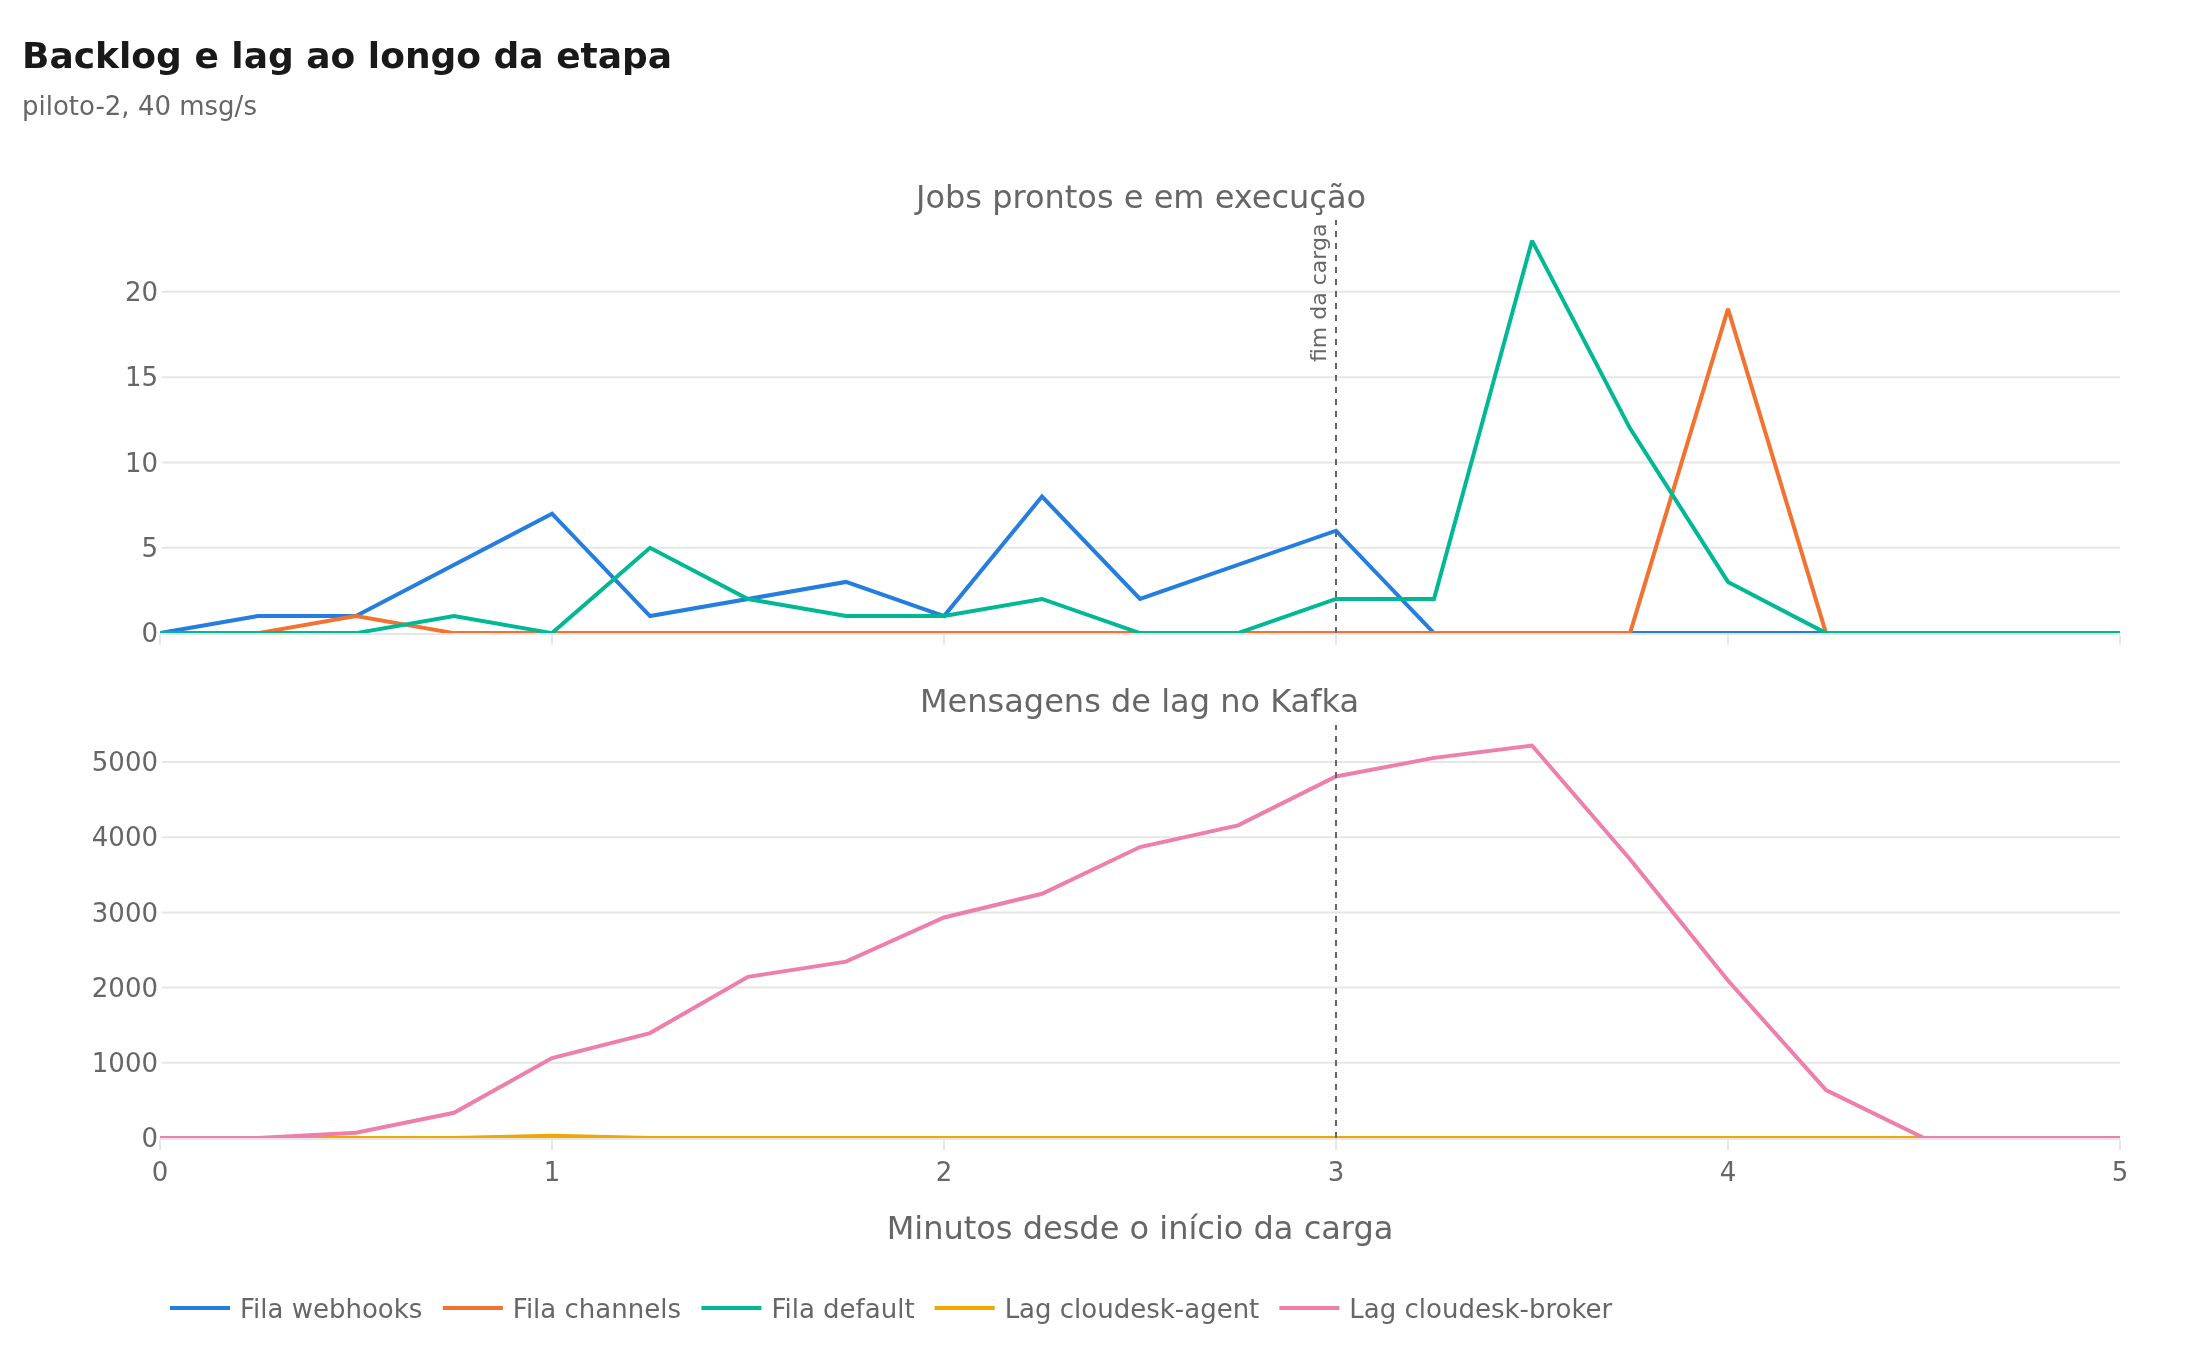 Backlog e lag ao longo da etapa
piloto-2, 40 msg/s
Jobs prontos e em execução
fim da carga
20
15
10
5
0
Mensagens de lag no Kafka
5000
4000
3000
2000
1000
0
0 1 2 3 4 5
Minutos desde o início da carga
Fila webhooks Fila channels Fila default Lag cloudesk-agent Lag cloudesk-broker